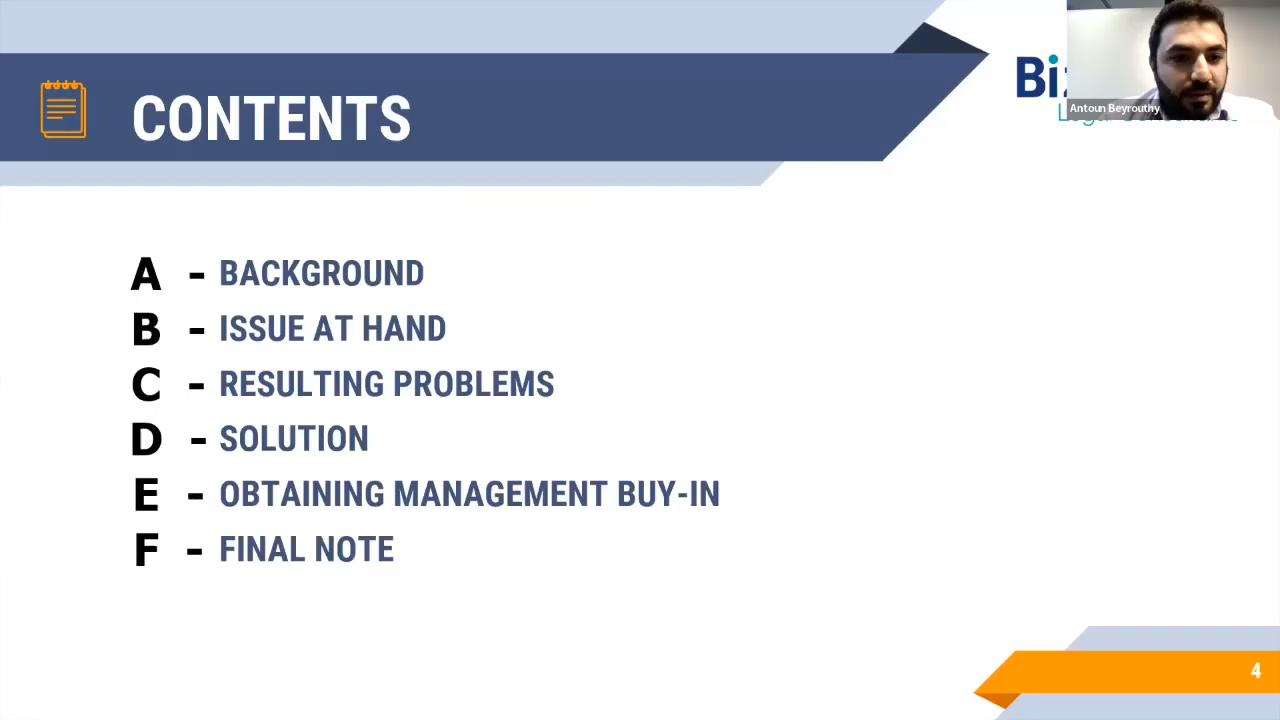 CONTENTS
Antoun Beyrouthy
A - BACKGROUND
B - ISSUE AT HAND
C - RESULTING PROBLEMS
D - SOLUTION
E - OBTAINING MANAGEMENT BUY-IN
F - FINAL NOTE
4